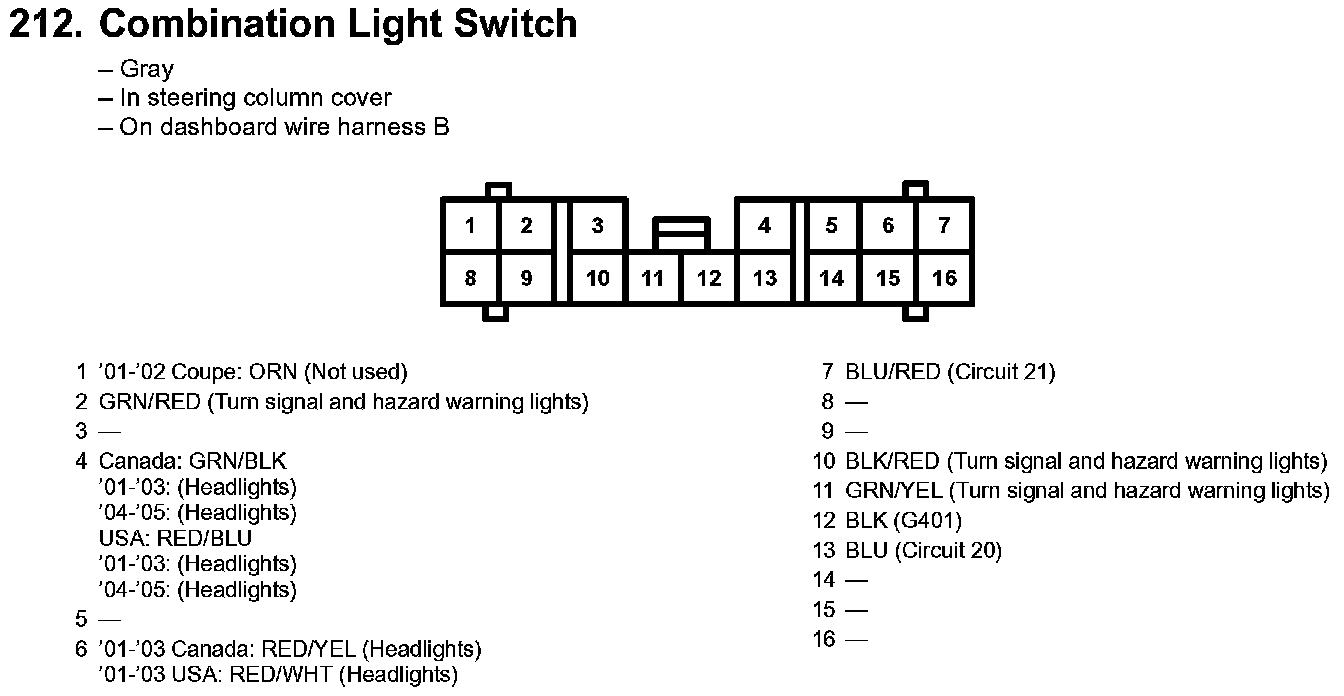 212. Combination Light Switch
– Gray
– In steering column cover
– On dashboard wire harness B
1 2 3 4 5 6 7
8 9 10 11 12 13 14 15 16
1 ’01-’02 Coupe: ORN (Not used)
2 GRN/RED (Turn signal and hazard warning lights)
3 —
4 Canada: GRN/BLK
’01-’03: (Headlights)
’04-’05: (Headlights)
USA: RED/BLU
’01-’03: (Headlights)
’04-’05: (Headlights)
5 —
6 ’01-’03 Canada: RED/YEL (Headlights)
’01-’03 USA: RED/WHT (Headlights)
7 BLU/RED (Circuit 21)
8 —
9 —
10 BLK/RED (Turn signal and hazard warning lights)
11 GRN/YEL (Turn signal and hazard warning lights)
12 BLK (G401)
13 BLU (Circuit 20)
14 —
15 —
16 —